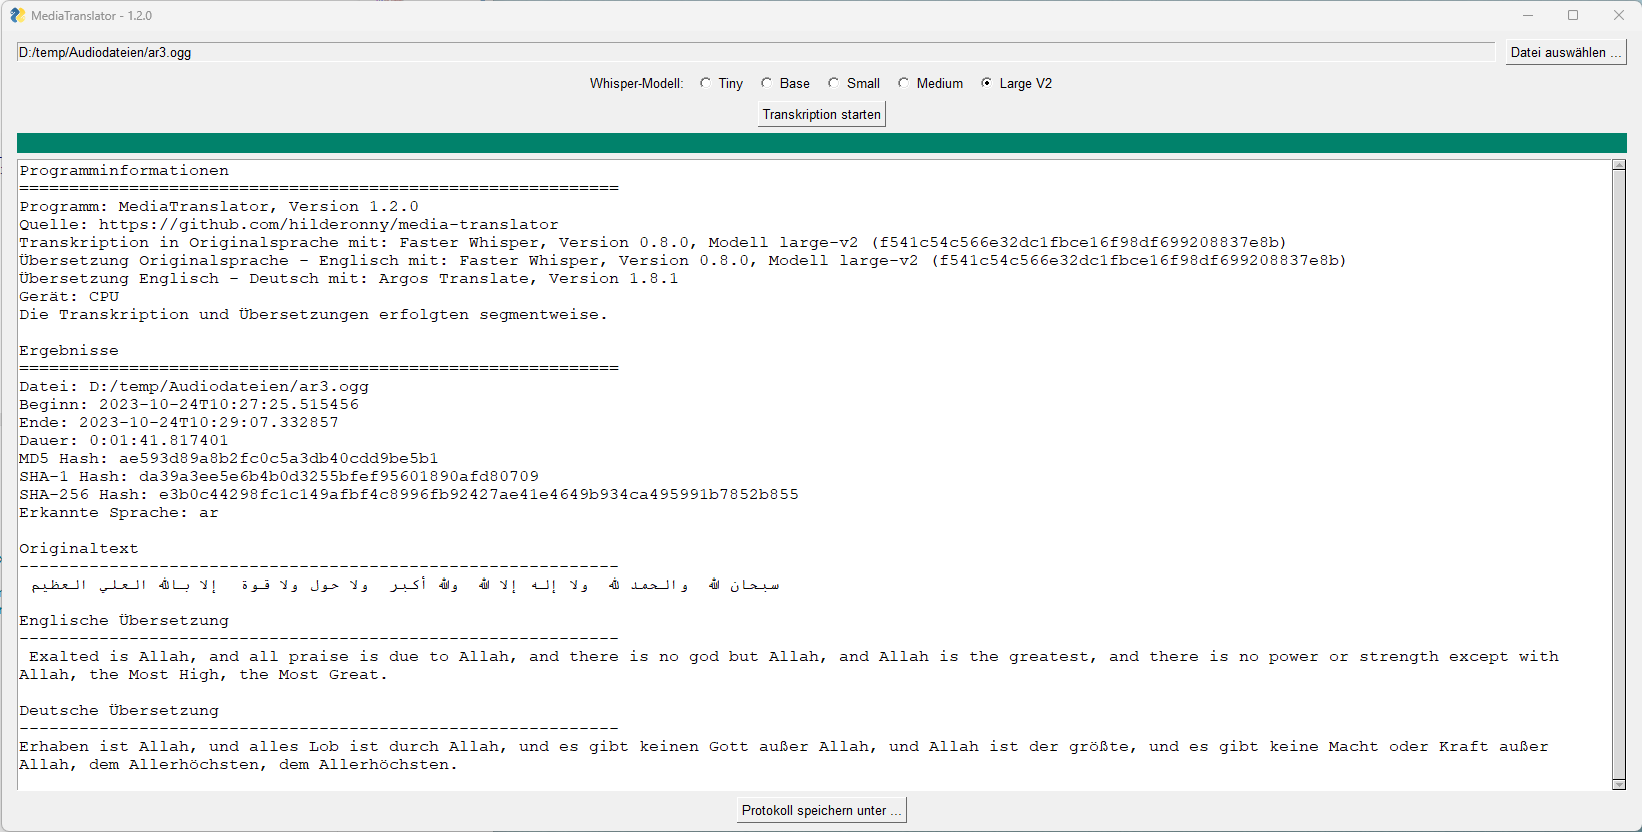 MediaTranslator - 1.2.0
D:/temp/Audiodateien/ar3.ogg
Datei auswählen ...
Whisper-Modell: Tiny Base Small Medium Large V2
Transkription starten
Programminformationen
============================================================
Programm: MediaTranslator, Version 1.2.0
Quelle: https://github.com/hilderonny/media-translator
Transkription in Originalsprache mit: Faster Whisper, Version 0.8.0, Modell large-v2 (f541c54c566e32dc1fbce16f98df699208837e8b)
Übersetzung Originalsprache - Englisch mit: Faster Whisper, Version 0.8.0, Modell large-v2 (f541c54c566e32dc1fbce16f98df699208837e8b)
Übersetzung Englisch - Deutsch mit: Argos Translate, Version 1.8.1
Gerät: CPU
Die Transkription und Übersetzungen erfolgten segmentweise.
Ergebnisse
============================================================
Datei: D:/temp/Audiodateien/ar3.ogg
Beginn: 2023-10-24T10:27:25.515456
Ende: 2023-10-24T10:29:07.332857
Dauer: 0:01:41.817401
MD5 Hash: ae593d89a8b2fc0c5a3db40cdd9be5b1
SHA-1 Hash: da39a3ee5e6b4b0d3255bfef95601890afd80709
SHA-256 Hash: e3b0c44298fc1c149afbf4c8996fb92427ae41e4649b934ca495991b7852b855
Erkannte Sprache: ar
Originaltext
------------------------------------------------------------
سبحان الله والحمد لله ولا إله إلا الله والله أكبر ولا حول ولا قوة إلا بالله العلي العظيم
Englische Übersetzung
------------------------------------------------------------
Exalted is Allah, and all praise is due to Allah, and there is no god but Allah, and Allah is the greatest, and there is no power or strength except with
Allah, the Most High, the Most Great.
Deutsche Übersetzung
------------------------------------------------------------
Erhaben ist Allah, und alles Lob ist durch Allah, und es gibt keinen Gott außer Allah, und Allah ist der größte, und es gibt keine Macht oder Kraft außer
Allah, dem Allerhöchsten, dem Allerhöchsten.
Protokoll speichern unter ...